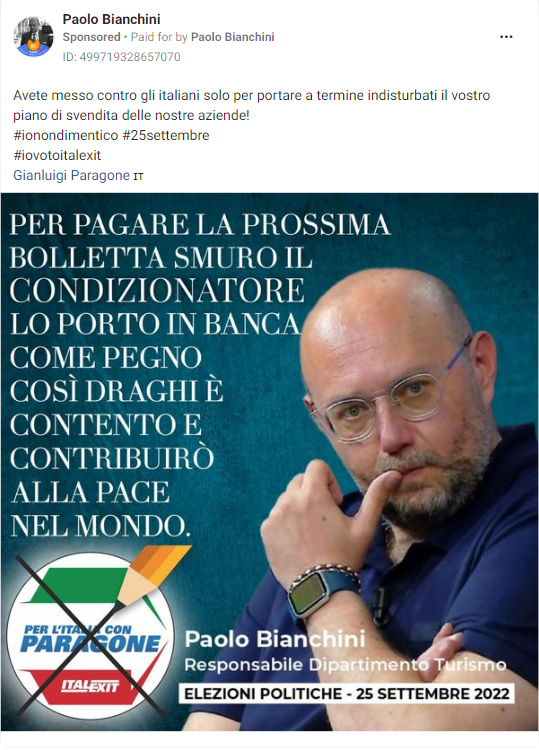 Paolo Bianchini
Sponsored • Paid for by Paolo Bianchini
ID: 499719328657070
Avete messo contro gli italiani solo per portare a termine indisturbati il vostro
piano di svendita delle nostre aziende!
#ionondimentico #25settembre
#iovotoitalexit
Gianluigi Paragone IT
PER PAGARE LA PROSSIMA
BOLLETTA SMURO IL
CONDIZIONATORE
LO PORTO IN BANCA
COME PEGNO
COSÌ DRAGHI È
CONTENTO E
CONTRIBUIRÒ
ALLA PACE
NEL MONDO.
PER L'ITALIA CON
PARAGONE
ITALEXIT
Paolo Bianchini
Responsabile Dipartimento Turismo
ELEZIONI POLITICHE - 25 SETTEMBRE 2022